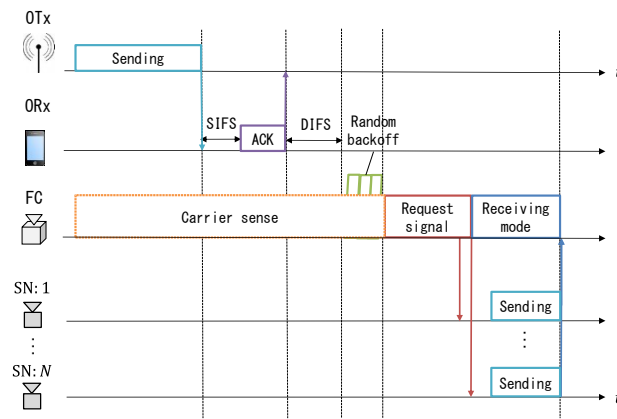 OTx
Sending
t
ORx
SIFS
ACK
DIFS
Random
backoff
FC
Carrier sense
Request
signal
Receiving
mode
SN: 1
Sending
⋮
⋮
SN: N
Sending
t